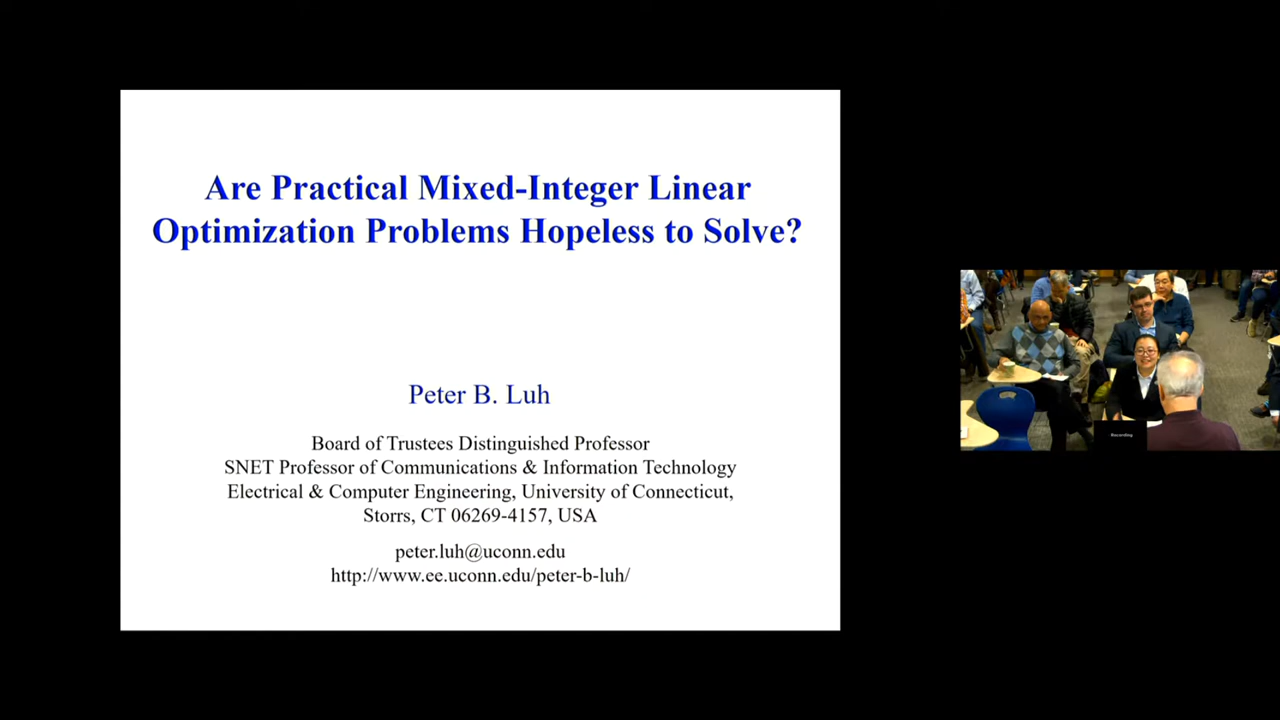 Are Practical Mixed-Integer Linear
Optimization Problems Hopeless to Solve?
Peter B. Luh
Board of Trustees Distinguished Professor
SNET Professor of Communications & Information Technology
Electrical & Computer Engineering, University of Connecticut,
Storrs, CT 06269-4157, USA
peter.luh@uconn.edu
http://www.ee.uconn.edu/peter-b-luh/
Recording